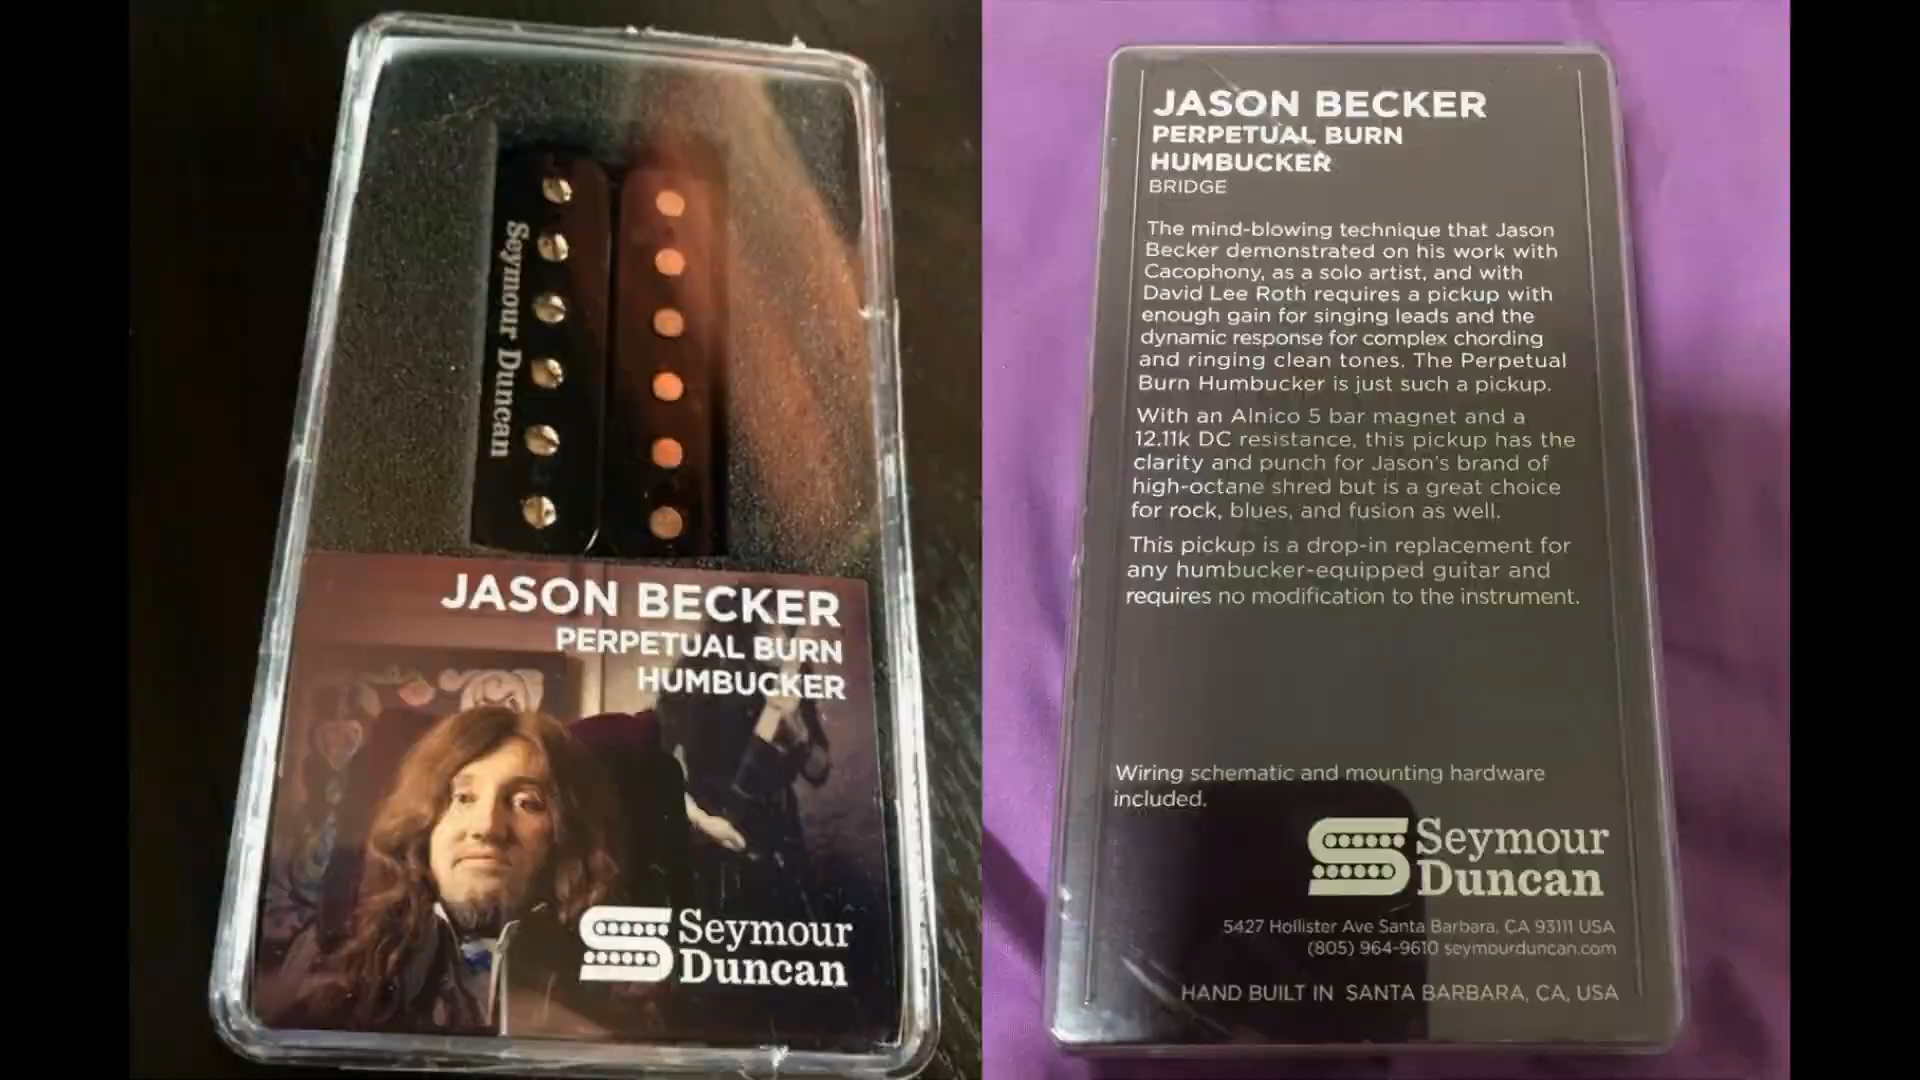 Seymour Duncan
JASON BECKER
PERPETUAL BURN
HUMBUCKER
Seymour
Duncan
JASON BECKER
PERPETUAL BURN
HUMBUCKER
BRIDGE
The mind-blowing technique that Jason
Becker demonstrated on his work with
Cacophony, as a solo artist, and with
David Lee Roth requires a pickup with
enough gain for singing leads and the
dynamic response for complex chording
and ringing clean tones. The Perpetual
Burn Humbucker is just such a pickup.
With an Alnico 5 bar magnet and a
12.11k DC resistance, this pickup has the
clarity and punch for Jason's brand of
high-octane shred but is a great choice
for rock, blues, and fusion as well.
This pickup is a drop-in replacement for
any humbucker-equipped guitar and
requires no modification to the instrument.
Wiring schematic and mounting hardware
included.
Seymour
Duncan
5427 Hollister Ave Santa Barbara, CA 93111 USA
(805) 964-9610 seymourduncan.com
HAND BUILT IN SANTA BARBARA, CA, USA